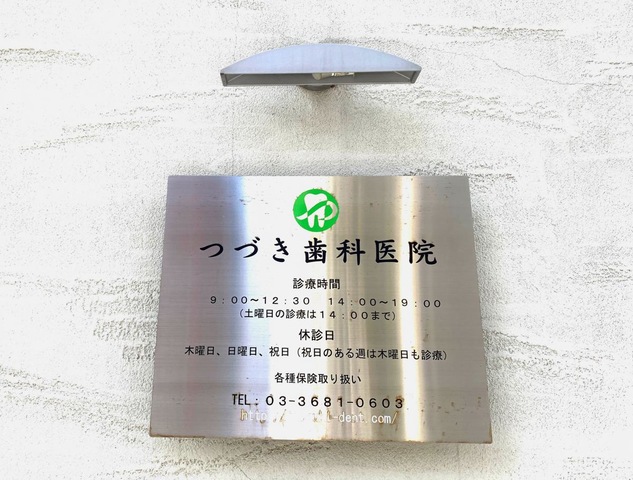 つづき歯科医院
診療時間
9:00〜12:30 14:00〜19:00
(土曜日の診療は14:00まで)
休診日
木曜日、日曜日、祝日(祝日のある週は木曜日も診療)
各種保険取り扱い
TEL:03-3681-0603